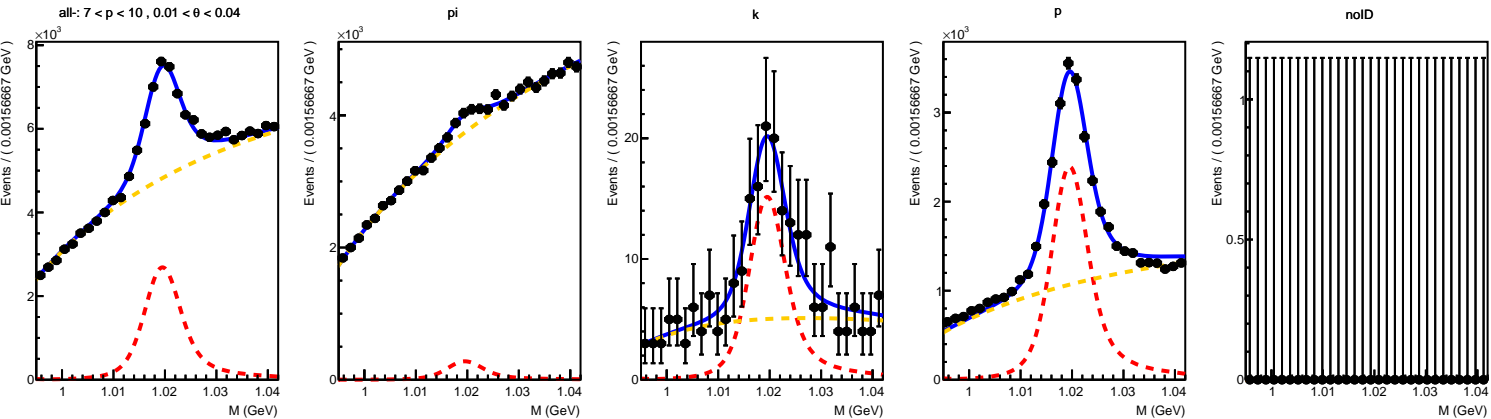 all-: 7 < p < 10 , 0.01 < θ < 0.04
×10³
Events / ( 0.00156667 GeV )
8
6
4
2
0
1 1.01 1.02 1.03 1.04
M (GeV)
pi
×10³
Events / ( 0.00156667 GeV )
4
2
0
1 1.01 1.02 1.03 1.04
M (GeV)
k
Events / ( 0.00156667 GeV )
20
10
0
1 1.01 1.02 1.03 1.04
M (GeV)
p
×10³
Events / ( 0.00156667 GeV )
3
2
1
0
1 1.01 1.02 1.03 1.04
M (GeV)
noID
Events / ( 0.00156667 GeV )
1
0.5
0
1 1.01 1.02 1.03 1.04
M (GeV)